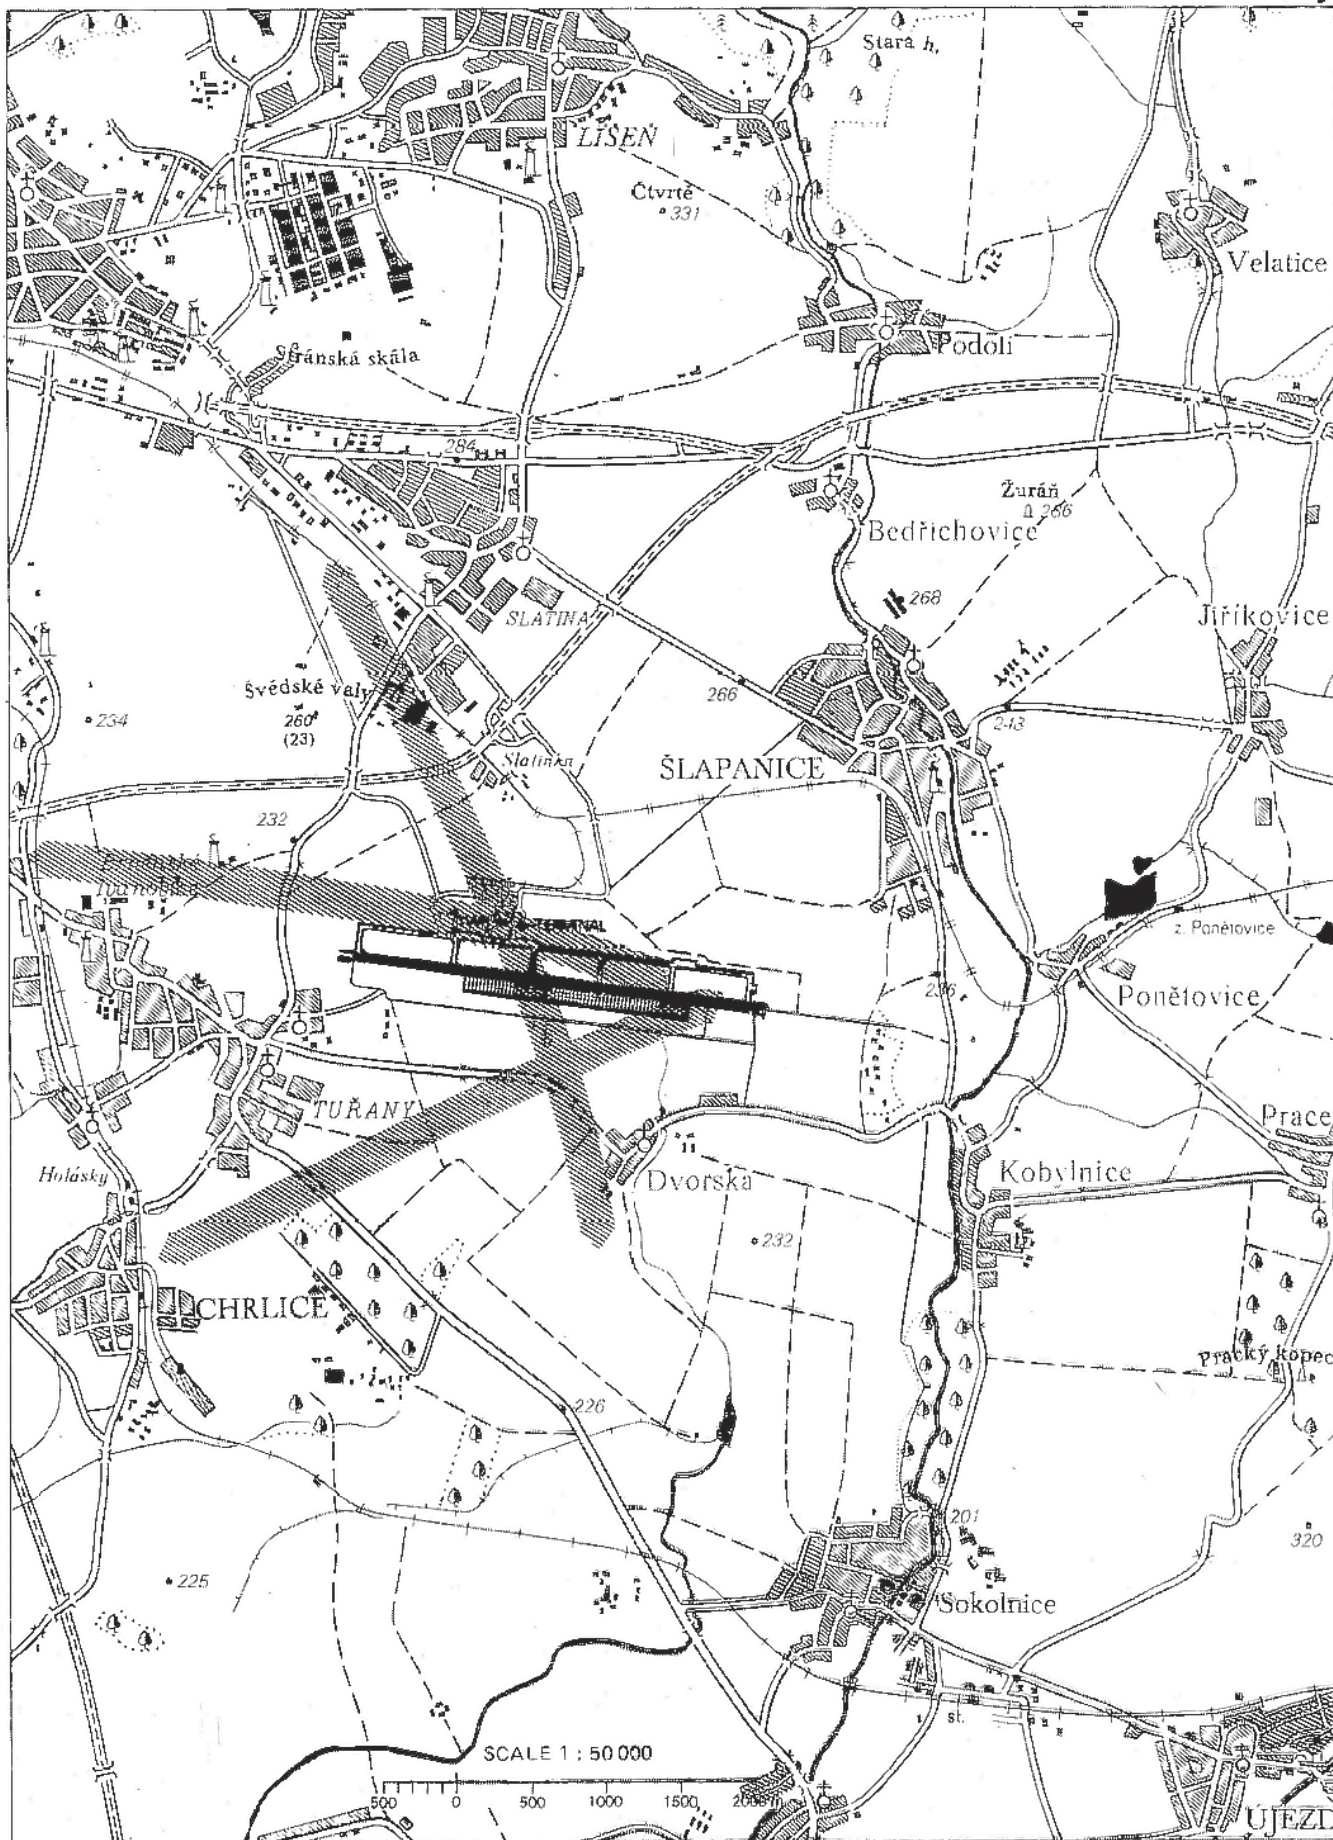 Stará h.
LÍŠEŇ
Čtvrtě
331
Velatice
Podolí
Stránská skála
284
Žuráň
266
Bedřichovice
268
SLATINA
Jiříkovice
Švédské valy
260
(23)
266
234
243
Slatinka
ŠLAPANICE
232
Ivanovice
TERMINAL
z. Ponětovice
236
Ponětovice
TUŘANY
Prace
Holásky
Dvorska
Kobylnice
232
CHRLICE
Pracký kopec
226
201
320
225
Sokolnice
st.
SCALE 1 : 50 000
500 0 500 1000 1500 2000 m
ÚJEZD